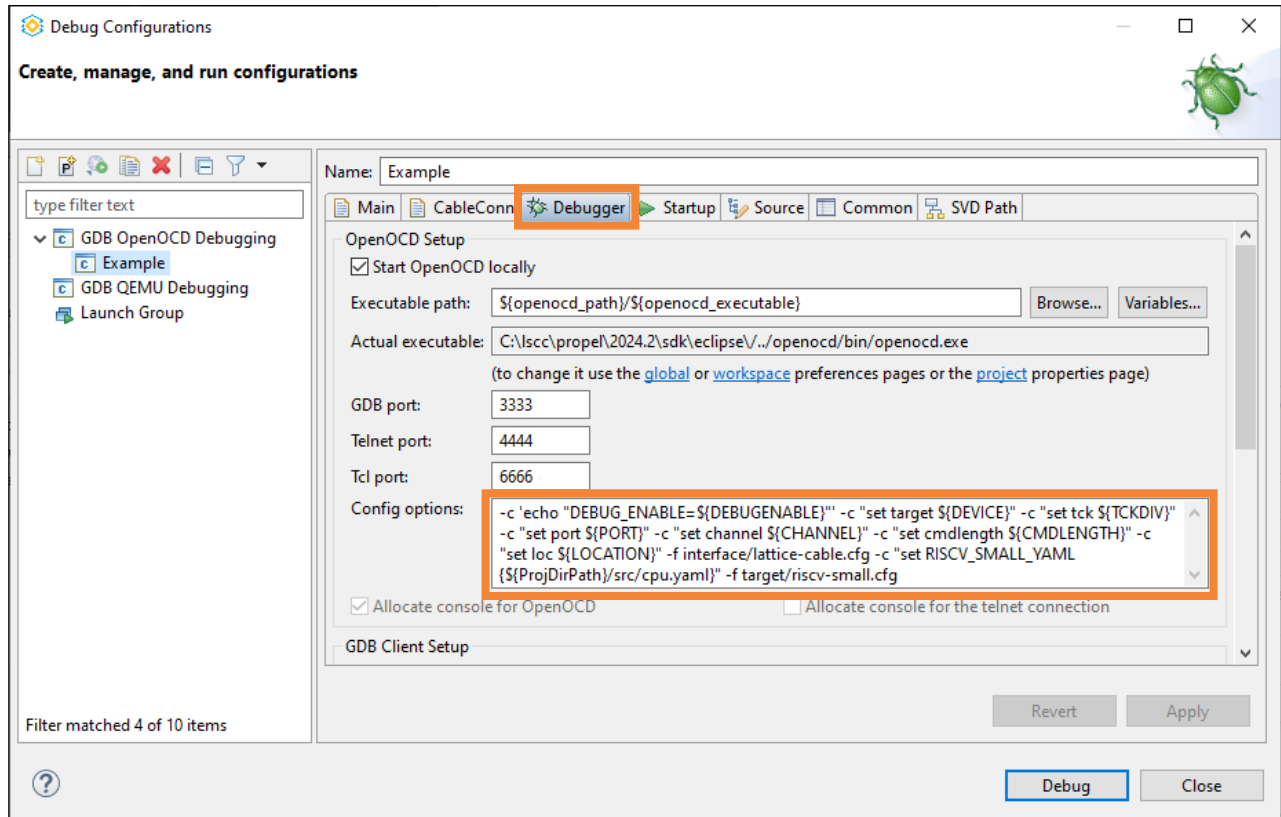 Debug Configurations
Create, manage, and run configurations
type filter text
GDB OpenOCD Debugging
Example
GDB QEMU Debugging
Launch Group
Filter matched 4 of 10 items
Name: Example
Main CableConn Debugger Startup Source Common SVD Path
OpenOCD Setup
Start OpenOCD locally
Executable path: ${openocd_path}/${openocd_executable} Browse... Variables...
Actual executable: C:\lscc\propel\2024.2\sdk\eclipse\/../openocd/bin/openocd.exe
(to change it use the global or workspace preferences pages or the project properties page)
GDB port: 3333
Telnet port: 4444
Tcl port: 6666
Config options: -c 'echo "DEBUG_ENABLE=${DEBUGENABLE}"' -c "set target ${DEVICE}" -c "set tck ${TCKDIV}"
-c "set port ${PORT}" -c "set channel ${CHANNEL}" -c "set cmdlength ${CMDLENGTH}" -c
"set loc ${LOCATION}" -f interface/lattice-cable.cfg -c "set RISCV_SMALL_YAML
{${ProjDirPath}/src/cpu.yaml}" -f target/riscv-small.cfg
Allocate console for OpenOCD Allocate console for the telnet connection
GDB Client Setup
Revert Apply
? Debug Close